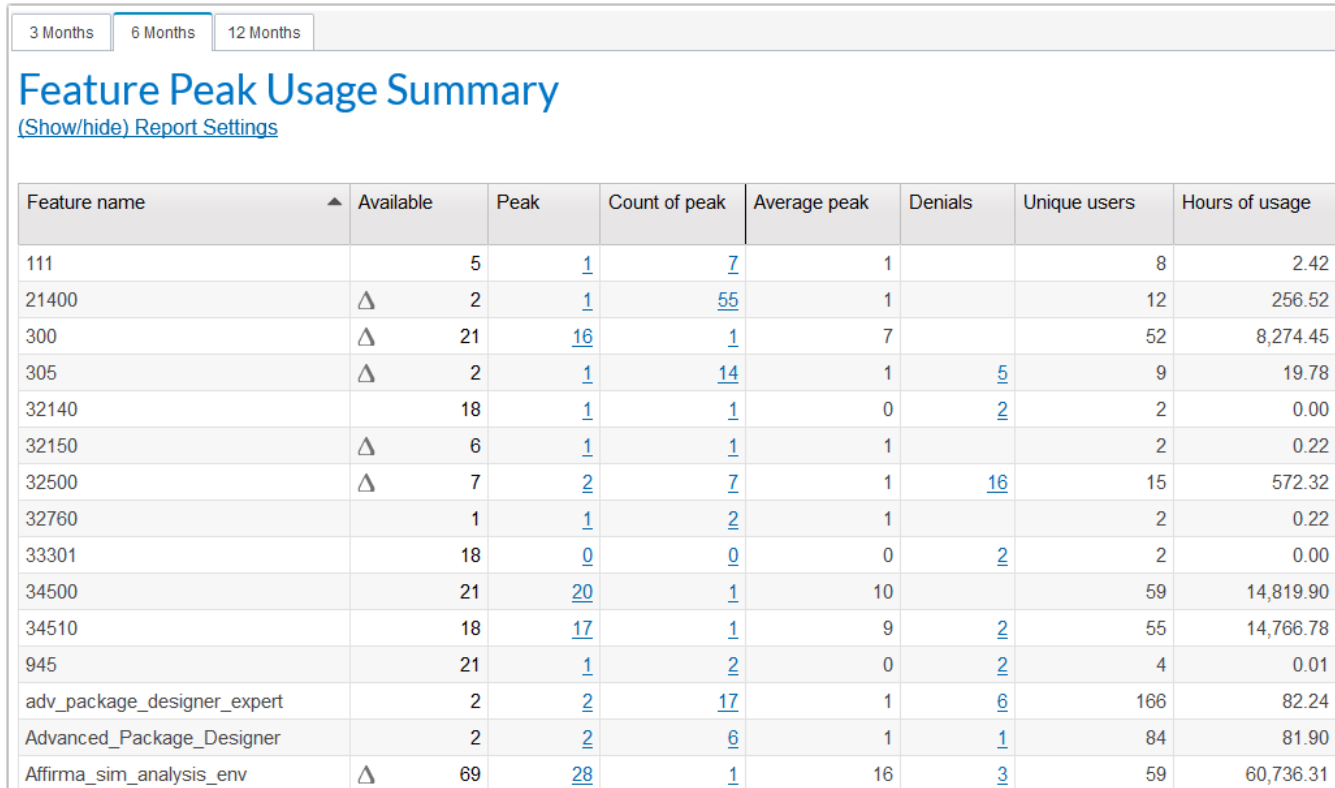 3 Months 6 Months 12 Months
Feature Peak Usage Summary
(Show/hide) Report Settings
Feature name Available Peak Count of peak Average peak Denials Unique users Hours of usage
111 5 1 7 1 8 2.42
21400 Δ 2 1 55 1 12 256.52
300 Δ 21 16 1 7 52 8,274.45
305 Δ 2 1 14 1 5 9 19.78
32140 18 1 1 0 2 2 0.00
32150 Δ 6 1 1 1 2 0.22
32500 Δ 7 2 7 1 16 15 572.32
32760 1 1 2 1 2 0.22
33301 18 0 0 0 2 2 0.00
34500 21 20 1 10 59 14,819.90
34510 18 17 1 9 2 55 14,766.78
945 21 1 2 0 2 4 0.01
adv_package_designer_expert 2 2 17 1 6 166 82.24
Advanced_Package_Designer 2 2 6 1 1 84 81.90
Affirma_sim_analysis_env Δ 69 28 1 16 3 59 60,736.31